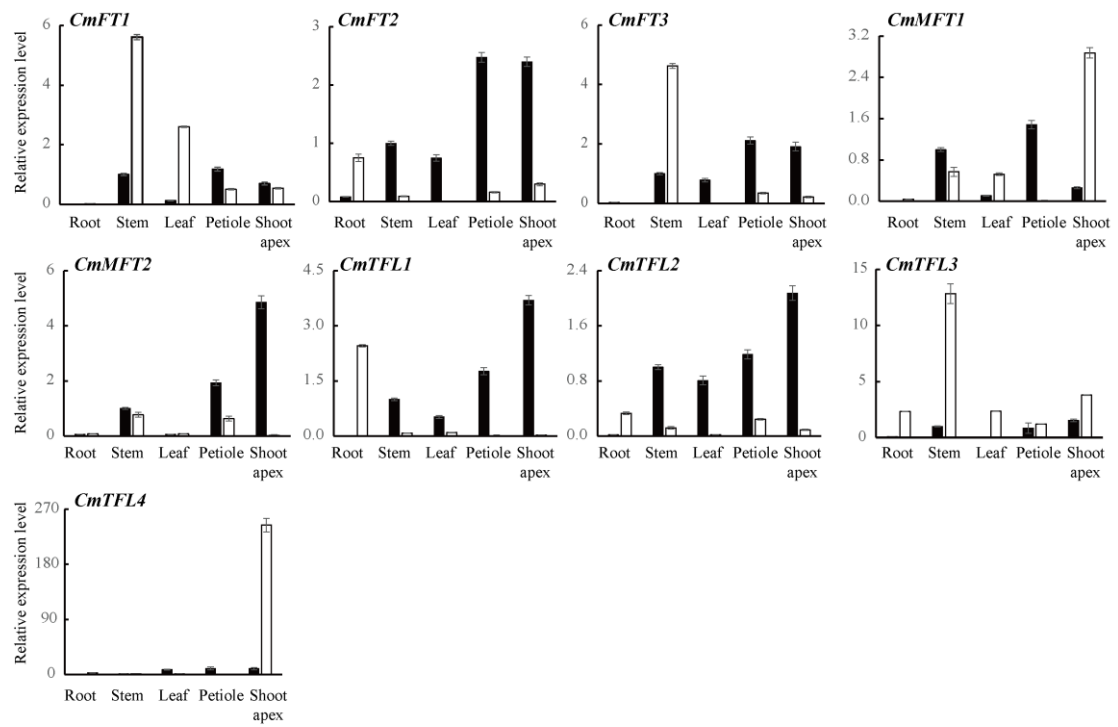 CmFT1
CmFT2
CmFT3
CmMFT1
Relative expression level
6
4
2
0
3
2
1
0
6
4
2
0
3.2
2.4
1.6
0.8
0.0
Root Stem Leaf Petiole Shoot apex
Root Stem Leaf Petiole Shoot apex
Root Stem Leaf Petiole Shoot apex
Root Stem Leaf Petiole Shoot apex
CmMFT2
CmTFL1
CmTFL2
CmTFL3
Relative expression level
6
4
2
0
4.5
3.0
1.5
0.0
2.4
1.6
0.8
0.0
15
12
9
6
3
0
Root Stem Leaf Petiole Shoot apex
Root Stem Leaf Petiole Shoot apex
Root Stem Leaf Petiole Shoot apex
Root Stem Leaf Petiole Shoot apex
CmTFL4
Relative expression level
270
180
90
0
Root Stem Leaf Petiole Shoot apex